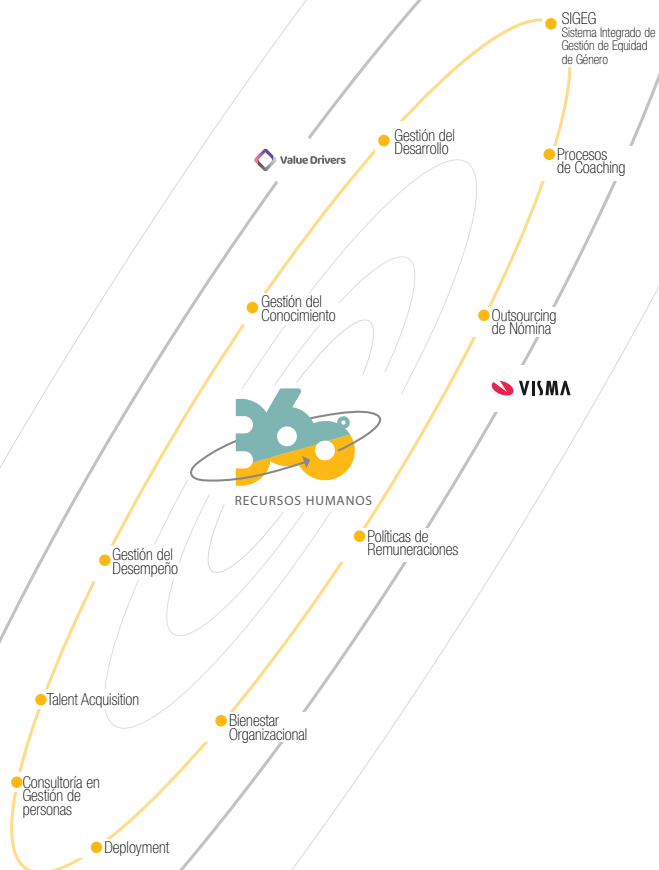 SIGEG
Sistema Integrado de
Gestión de Equidad
de Género
Gestión del
Desarrollo
Value Drivers
Procesos
de Coaching
Gestión del
Conocimiento
Outsourcing
de Nómina
VISMA
360
RECURSOS HUMANOS
Políticas de
Remuneraciones
Gestión del
Desempeño
Talent Acquisition
Bienestar
Organizacional
Consultoría en
Gestión de
personas
Deployment